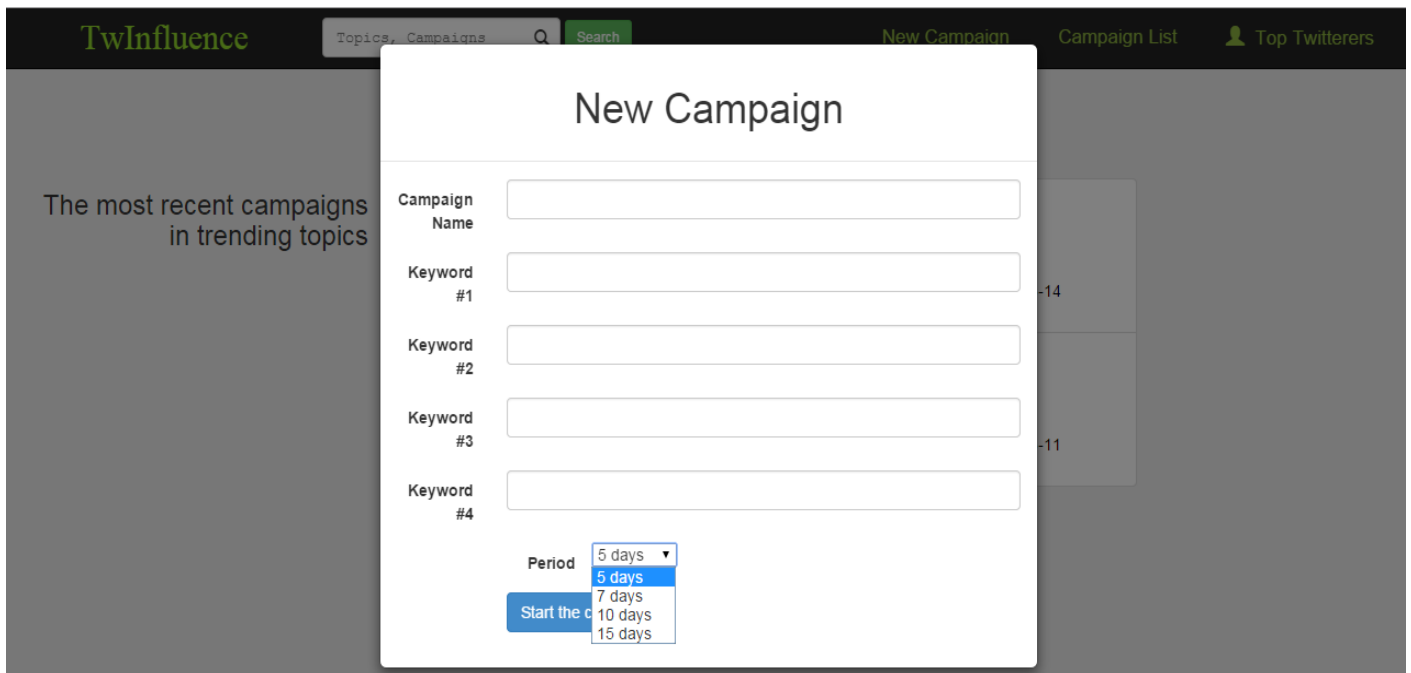 TwInfluence
Topics, Campaigns
Search
New Campaign
Campaign List
Top Twitterers
New Campaign
The most recent campaigns
in trending topics
Campaign
Name
Keyword
#1
-14
Keyword
#2
Keyword
#3
-11
Keyword
#4
Period
5 days
5 days
7 days
10 days
15 days
Start the c